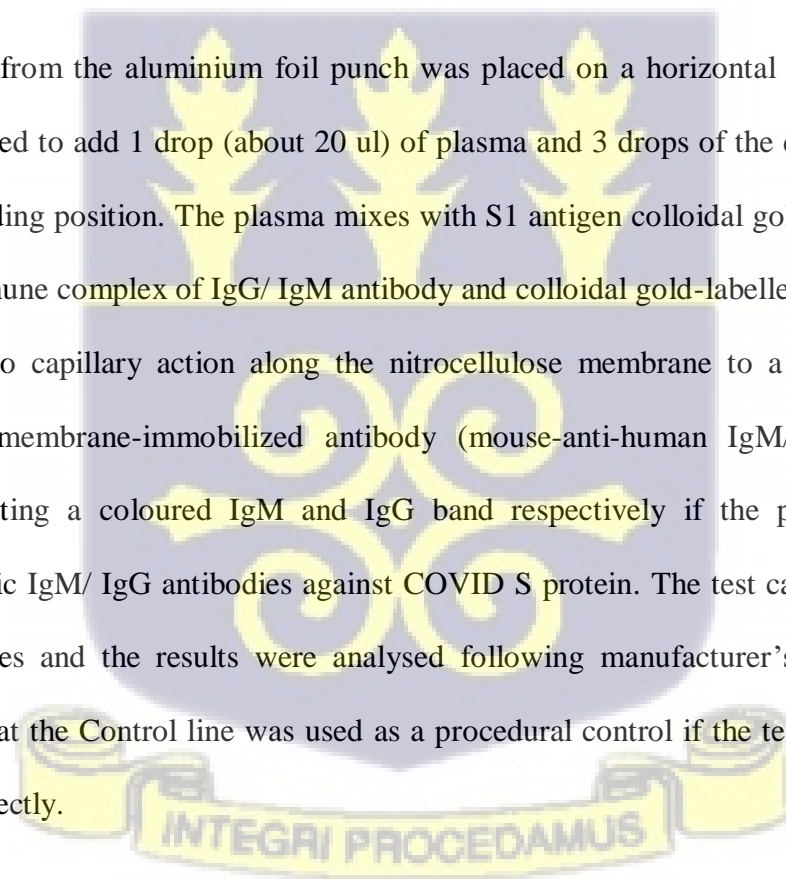 from the aluminium foil punch was placed on a horizontal
ed to add 1 drop (about 20 ul) of plasma and 3 drops of the
ding position. The plasma mixes with S1 antigen colloidal gol
une complex of IgG/ IgM antibody and colloidal gold-labelle
o capillary action along the nitrocellulose membrane to a
membrane-immobilized antibody (mouse-anti-human IgM/
ting a coloured IgM and IgG band respectively if the p
ic IgM/ IgG antibodies against COVID S protein. The test ca
es and the results were analysed following manufacturer's
at the Control line was used as a procedural control if the te
ectly.
INTEGRI PROCEDAMUS